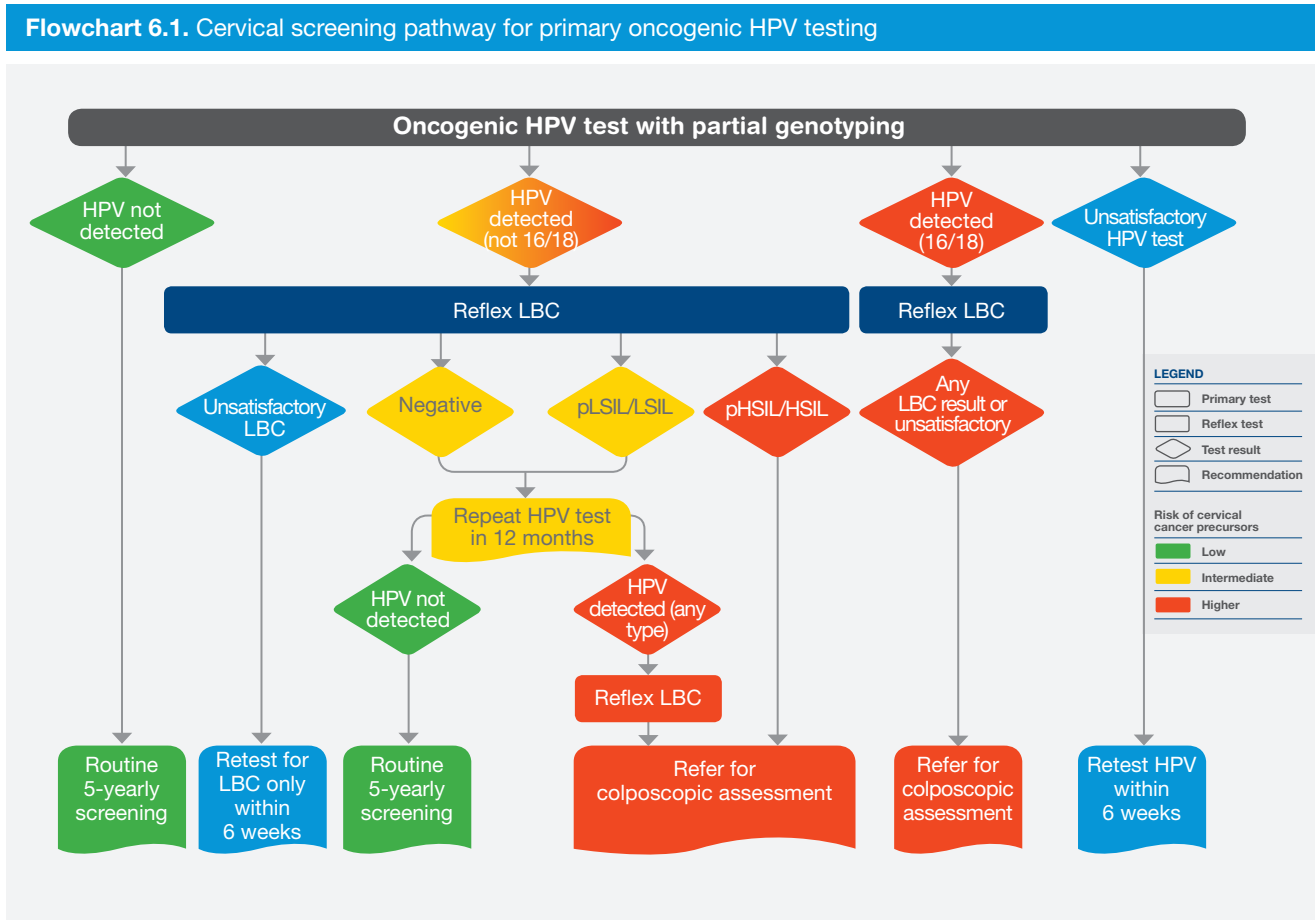 Flowchart 6.1. Cervical screening pathway for primary oncogenic HPV testing
Oncogenic HPV test with partial genotyping
HPV not
detected
HPV
detected
(not 16/18)
HPV
detected
(16/18)
Unsatisfactory
HPV test
Reflex LBC
Reflex LBC
Unsatisfactory
LBC
Negative
pLSIL/LSIL
pHSIL/HSIL
Any
LBC result or
unsatisfactory
Repeat HPV test
in 12 months
HPV not
detected
HPV
detected (any
type)
Reflex LBC
Routine
5-yearly
screening
Retest for
LBC only
within
6 weeks
Routine
5-yearly
screening
Refer for
colposcopic assessment
Refer for
colposcopic
assessment
Retest HPV
within
6 weeks
LEGEND
Primary test
Reflex test
Test result
Recommendation
Risk of cervical
cancer precursors
Low
Intermediate
Higher